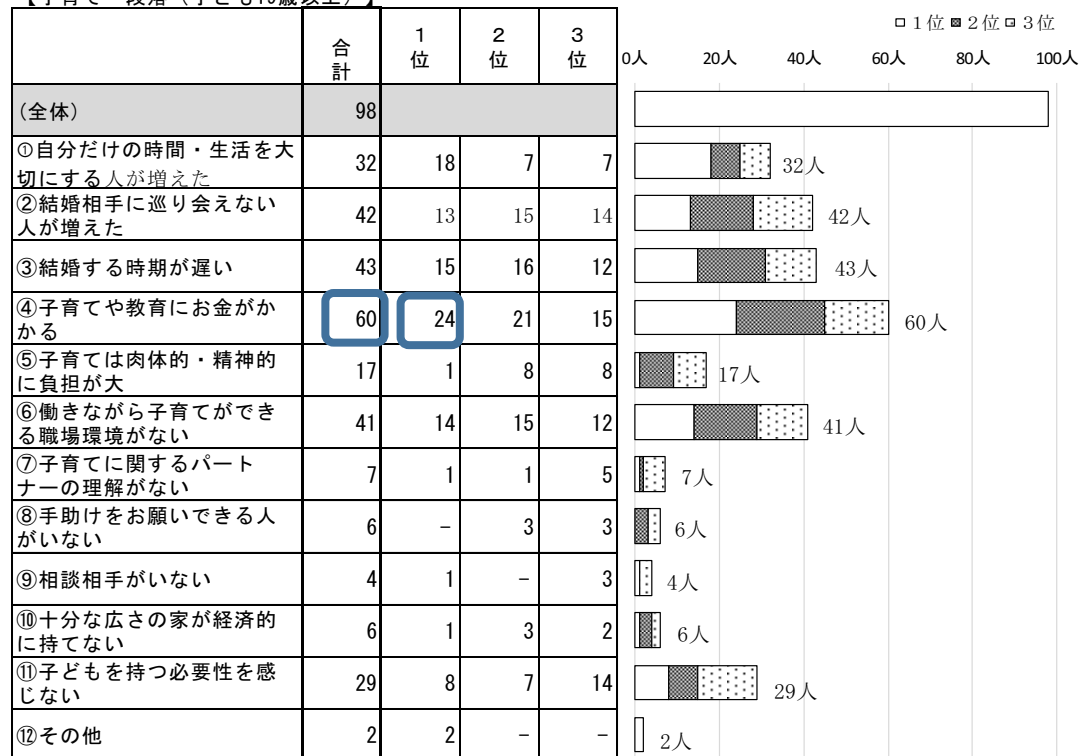 【子育て一段落（子ども19歳以上）】
合計 1位 2位 3位
□1位 ■2位 □3位
0人 20人 40人 60人 80人 100人
(全体) 98
①自分だけの時間・生活を大
切にする人が増えた 32 18 7 7 32人
②結婚相手に巡り会えない
人が増えた 42 13 15 14 42人
③結婚する時期が遅い 43 15 16 12 43人
④子育てや教育にお金がか
かる 60 24 21 15 60人
⑤子育ては肉体的・精神的
に負担が大 17 1 8 8 17人
⑥働きながら子育てができ
る職場環境がない 41 14 15 12 41人
⑦子育てに関するパート
ナーの理解がない 7 1 1 5 7人
⑧手助けをお願いできる人
がいない 6 － 3 3 6人
⑨相談相手がいない 4 1 － 3 4人
⑩十分な広さの家が経済的
に持てない 6 1 3 2 6人
⑪子どもを持つ必要性を感
じない 29 8 7 14 29人
⑫その他 2 2 － － 2人